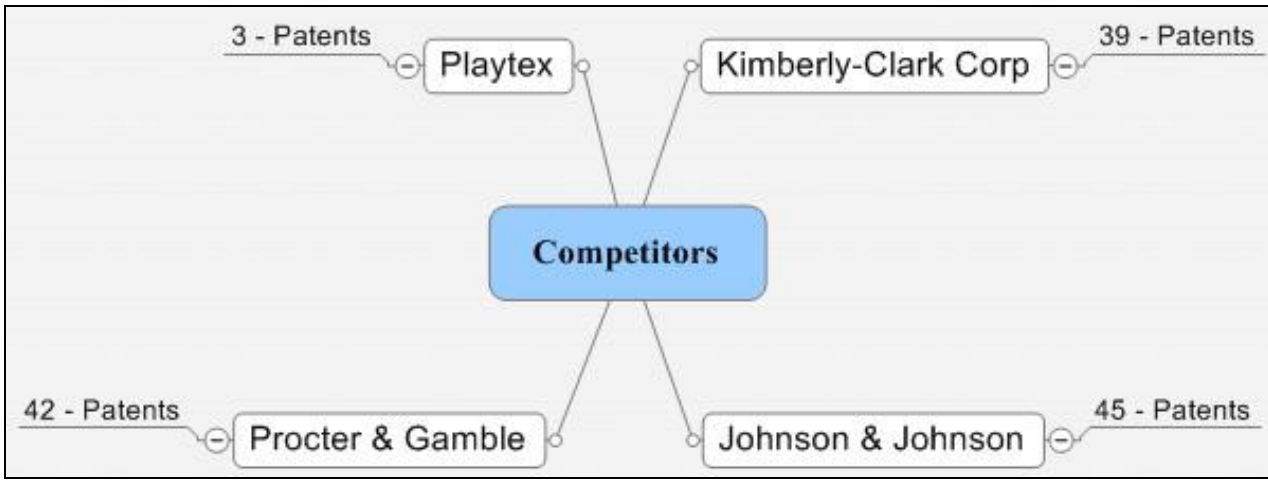 3 - Patents
Playtex
Kimberly-Clark Corp
39 - Patents
Competitors
42 - Patents
Procter & Gamble
Johnson & Johnson
45 - Patents